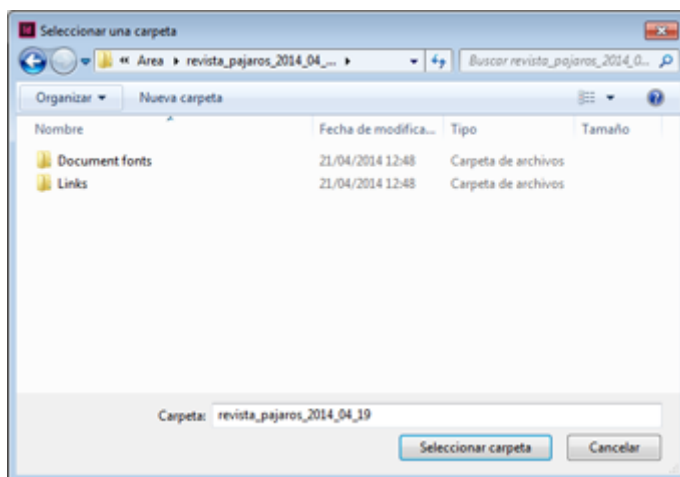 Id Seleccionar una carpeta
« Area revista_pajaros_2014_04_... Buscar revista_pajaros_2014_0...
Organizar Nueva carpeta
Nombre Fecha de modifica... Tipo Tamaño
Document fonts 21/04/2014 12:48 Carpeta de archivos
Links 21/04/2014 12:48 Carpeta de archivos
Carpeta: revista_pajaros_2014_04_19
Seleccionar carpeta Cancelar